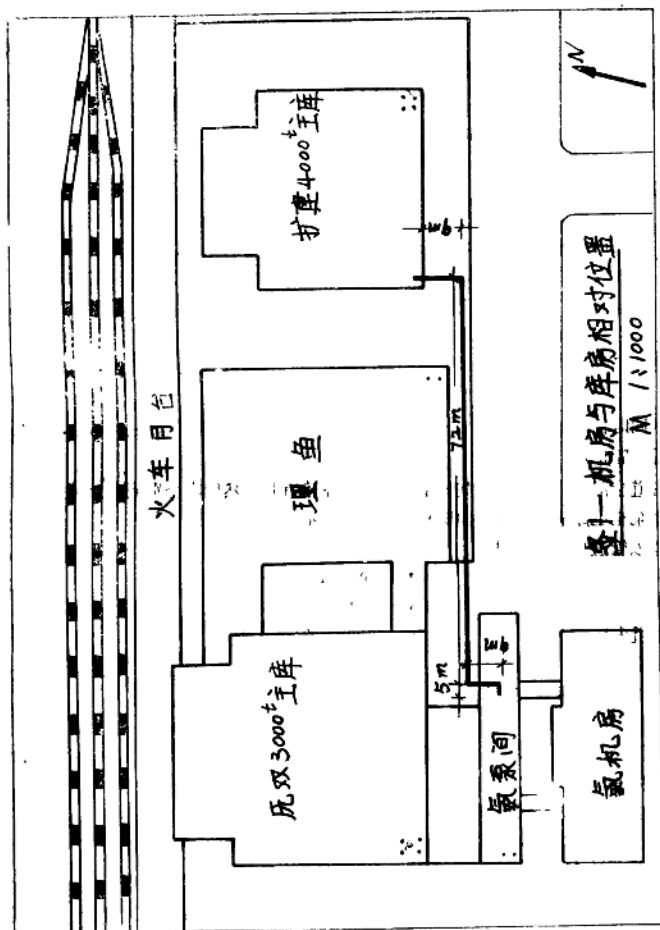 N
扩建4000t主库
9m
72m
火车月台
理鱼
图1—机房与库房相对位置
M 1:1000
5m
9m
原双3000t主库
氨泵间
氨机房